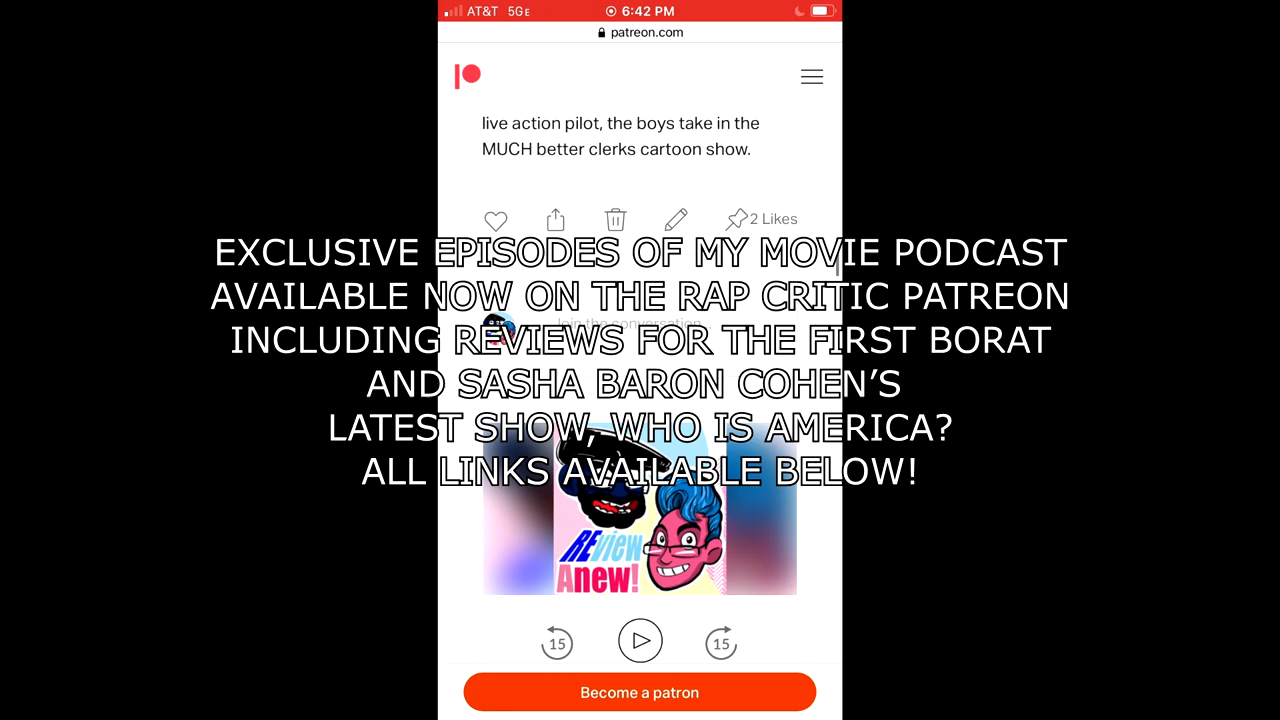 AT&T 5GE 6:42 PM
patreon.com
live action pilot, the boys take in the
MUCH better clerks cartoon show.
2 Likes
EXCLUSIVE EPISODES OF MY MOVIE PODCAST
AVAILABLE NOW ON THE RAP CRITIC PATREON
Join the conversation...
INCLUDING REVIEWS FOR THE FIRST BORAT
AND SASHA BARON COHEN’S
LATEST SHOW, WHO IS AMERICA?
ALL LINKS AVAILABLE BELOW!
REview
Anew!
15 15
Become a patron